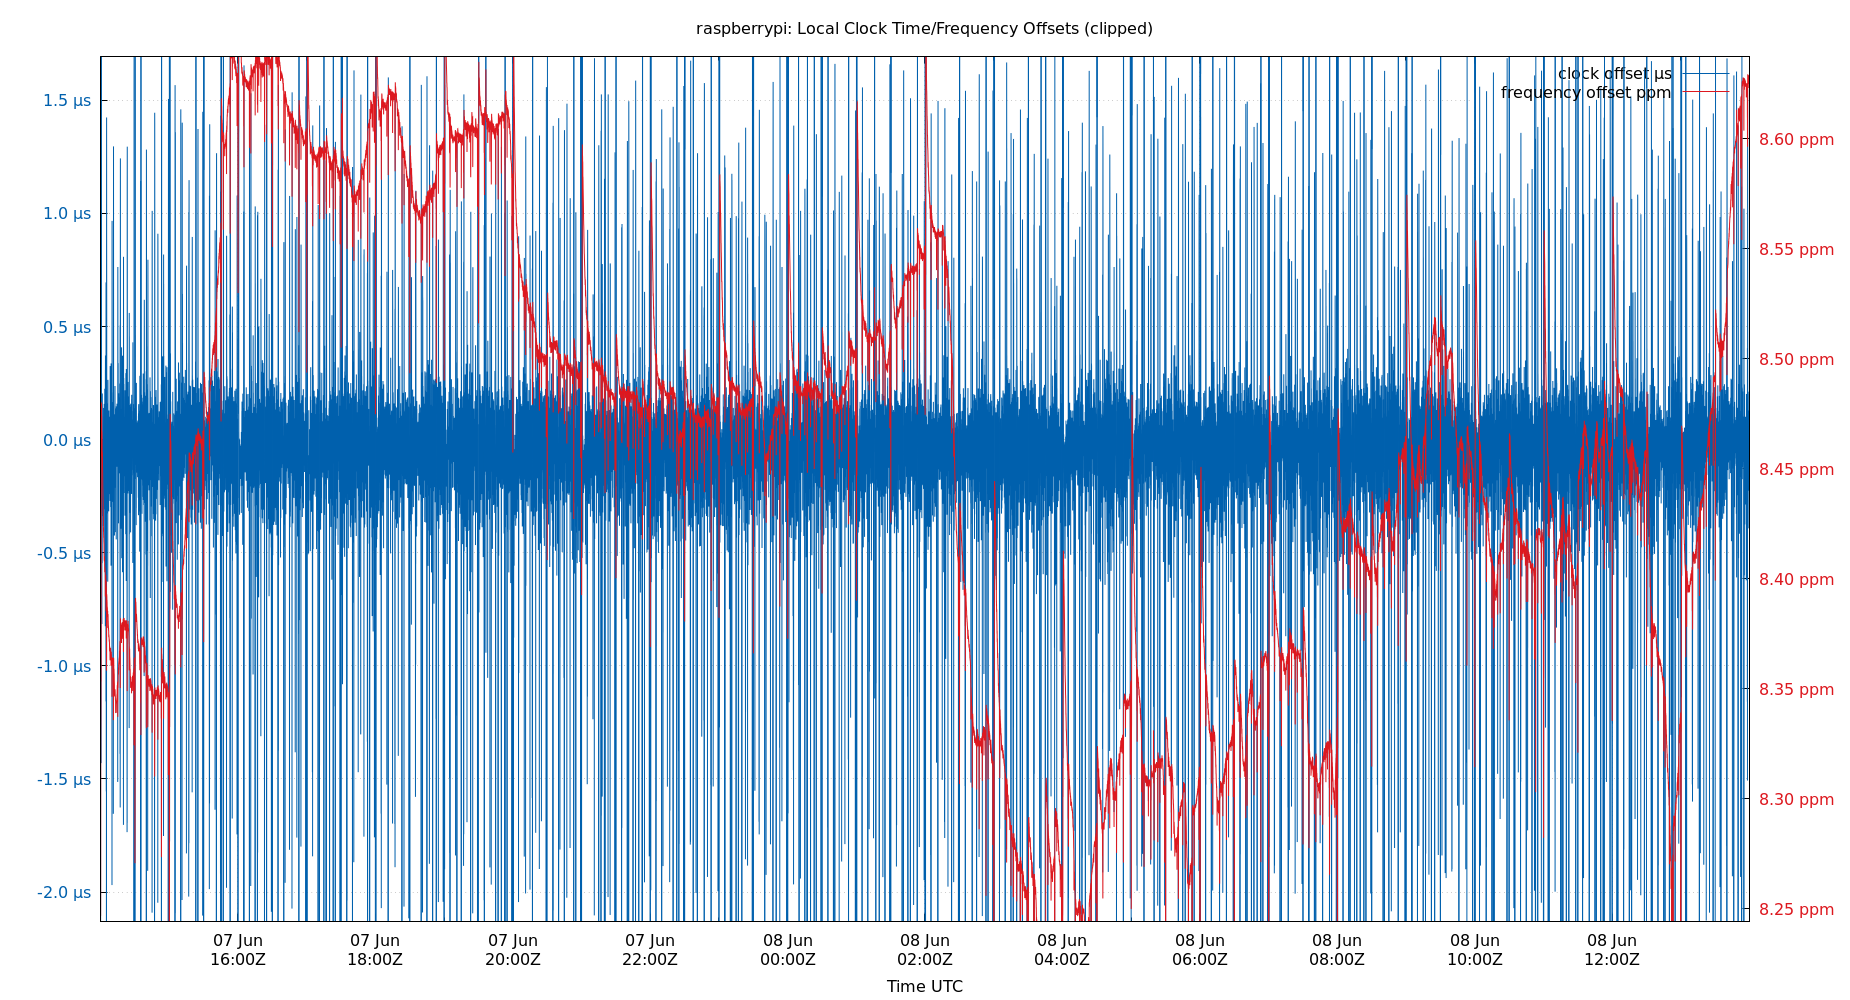 raspberrypi: Local Clock Time/Frequency Offsets (clipped)
clock offset µs
frequency offset ppm
1.5 µs
1.0 µs
0.5 µs
0.0 µs
-0.5 µs
-1.0 µs
-1.5 µs
-2.0 µs
8.60 ppm
8.55 ppm
8.50 ppm
8.45 ppm
8.40 ppm
8.35 ppm
8.30 ppm
8.25 ppm
07 Jun
16:00Z
07 Jun
18:00Z
07 Jun
20:00Z
07 Jun
22:00Z
08 Jun
00:00Z
08 Jun
02:00Z
08 Jun
04:00Z
08 Jun
06:00Z
08 Jun
08:00Z
08 Jun
10:00Z
08 Jun
12:00Z
Time UTC